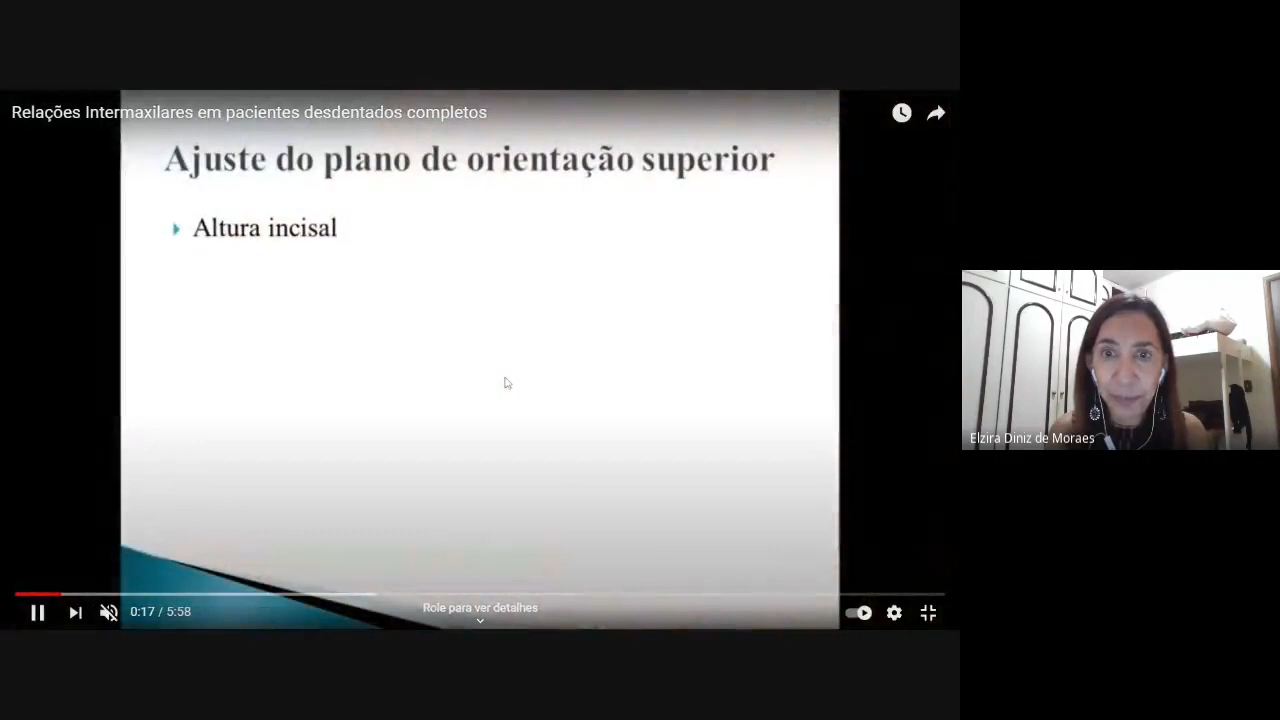 Relações Intermaxilares em pacientes desdentados completos
Ajuste do plano de orientação superior
Altura incisal
Elzira Diniz de Moraes
Role para ver detalhes
0:17 / 5:58